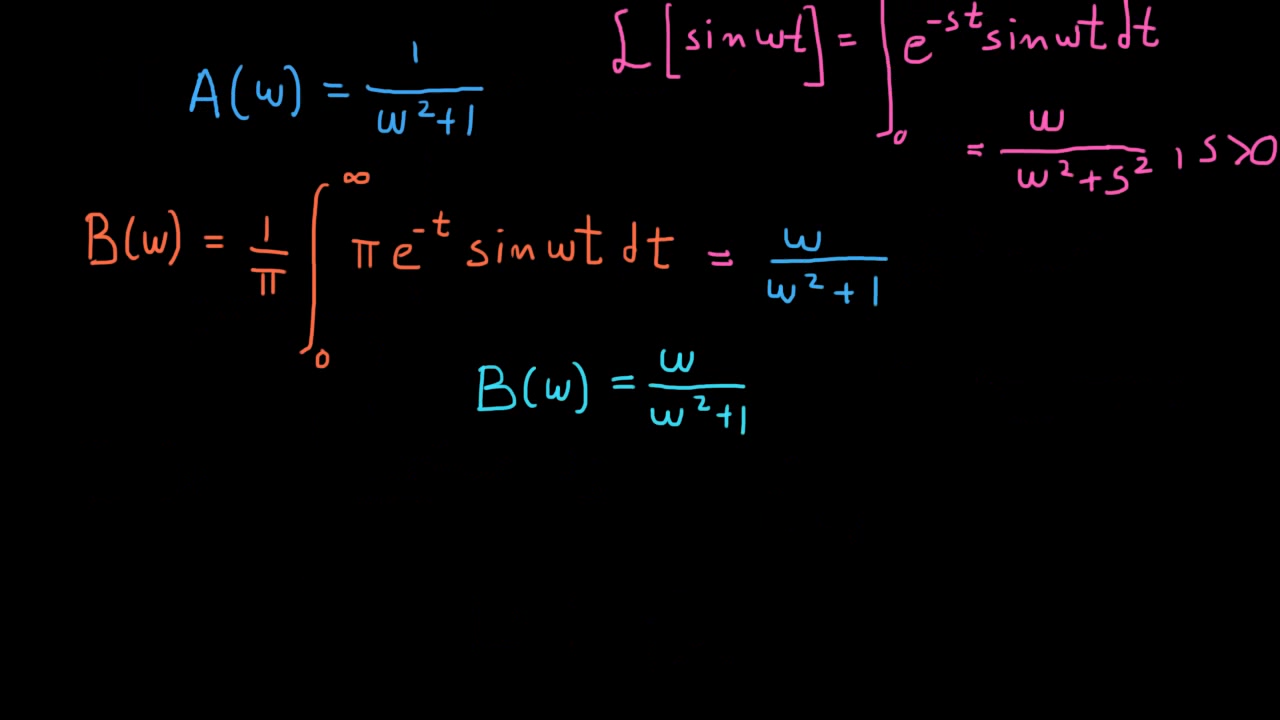 £ [sin wt] = ∫₀ e^{-st} sin wt dt
A(w) = 1/(w²+1)
= w/(w²+s²) , s>0
B(w) = 1/π ∫₀^∞ π e^{-t} sin wt dt = w/(w²+1)
B(w) = w/(w²+1)